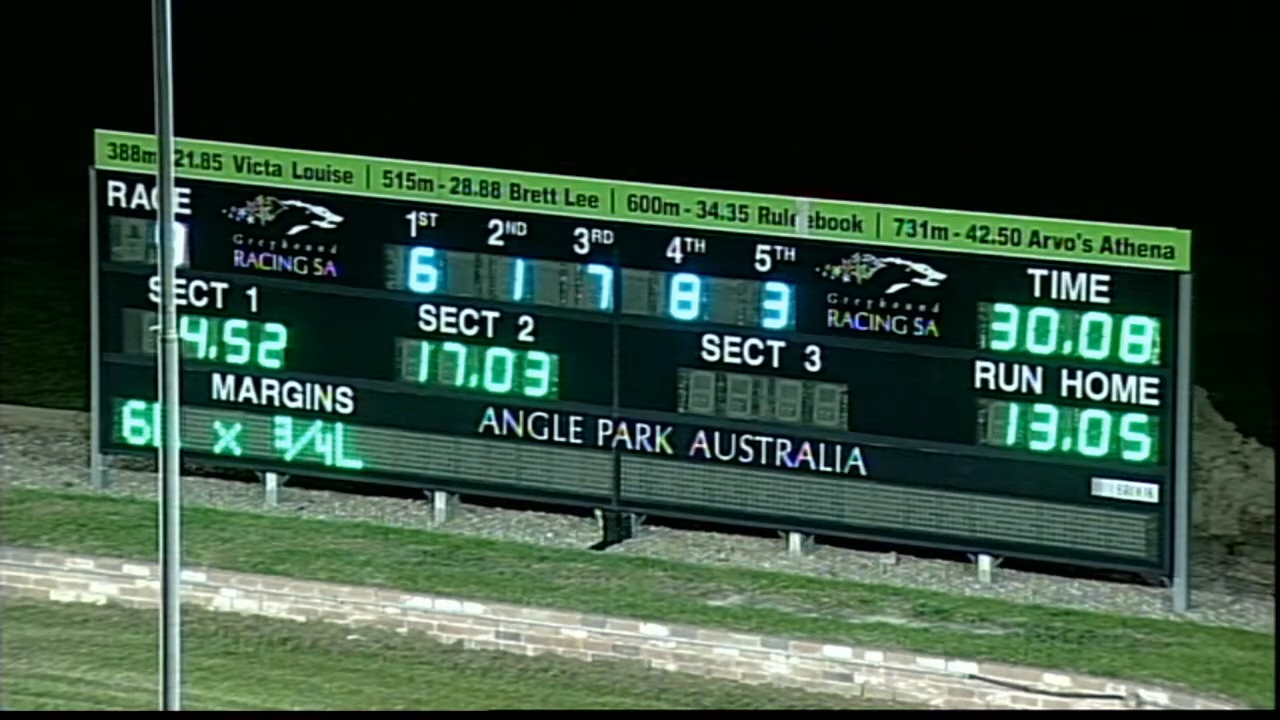 388m 21.85 Victa Louise | 515m - 28.88 Brett Lee | 600m - 34.35 Rulebook | 731m - 42.50 Arvo's Athena
RACE
Greyhound
RACING SA
1ST 2ND 3RD 4TH 5TH
6 1 7 8 3
Greyhound
RACING SA
TIME
30.08
SECT 1
4.52
SECT 2
17.03
SECT 3
RUN HOME
13.05
MARGINS
6L x 3/4L
ANGLE PARK AUSTRALIA